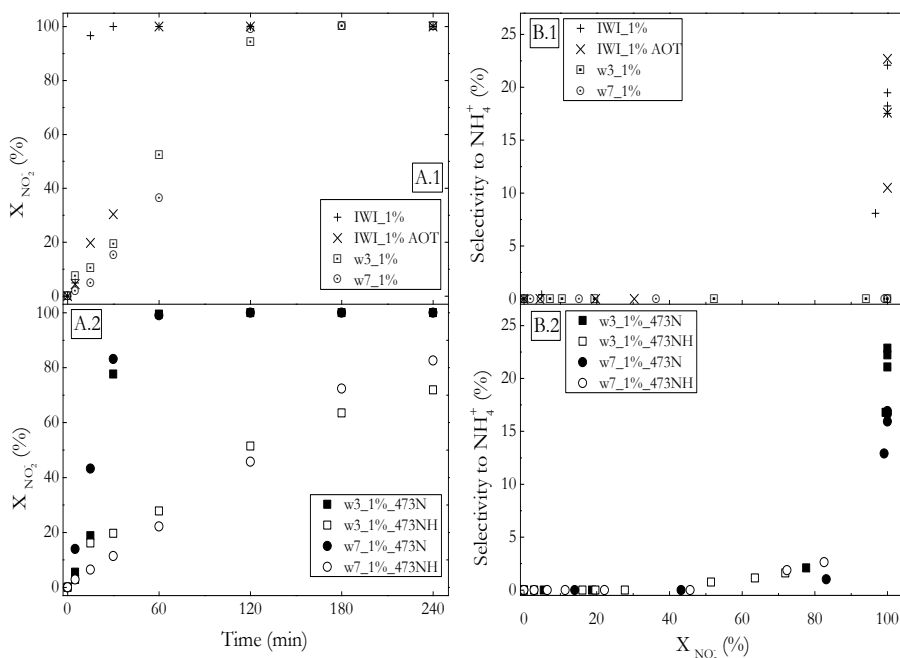 100
80
60
40
20
0
X NO₂⁻ (%)
A.1
IWI_1%
IWI_1% AOT
w3_1%
w7_1%
25
20
15
10
5
0
Selectivity to NH₄⁺ (%)
B.1
IWI_1%
IWI_1% AOT
w3_1%
w7_1%
100
80
60
40
20
0
X NO₂⁻ (%)
A.2
w3_1%_473N
w3_1%_473NH
w7_1%_473N
w7_1%_473NH
0 60 120 180 240
Time (min)
25
20
15
10
5
0
Selectivity to NH₄⁺ (%)
B.2
w3_1%_473N
w3_1%_473NH
w7_1%_473N
w7_1%_473NH
0 20 40 60 80 100
X NO₂⁻ (%)